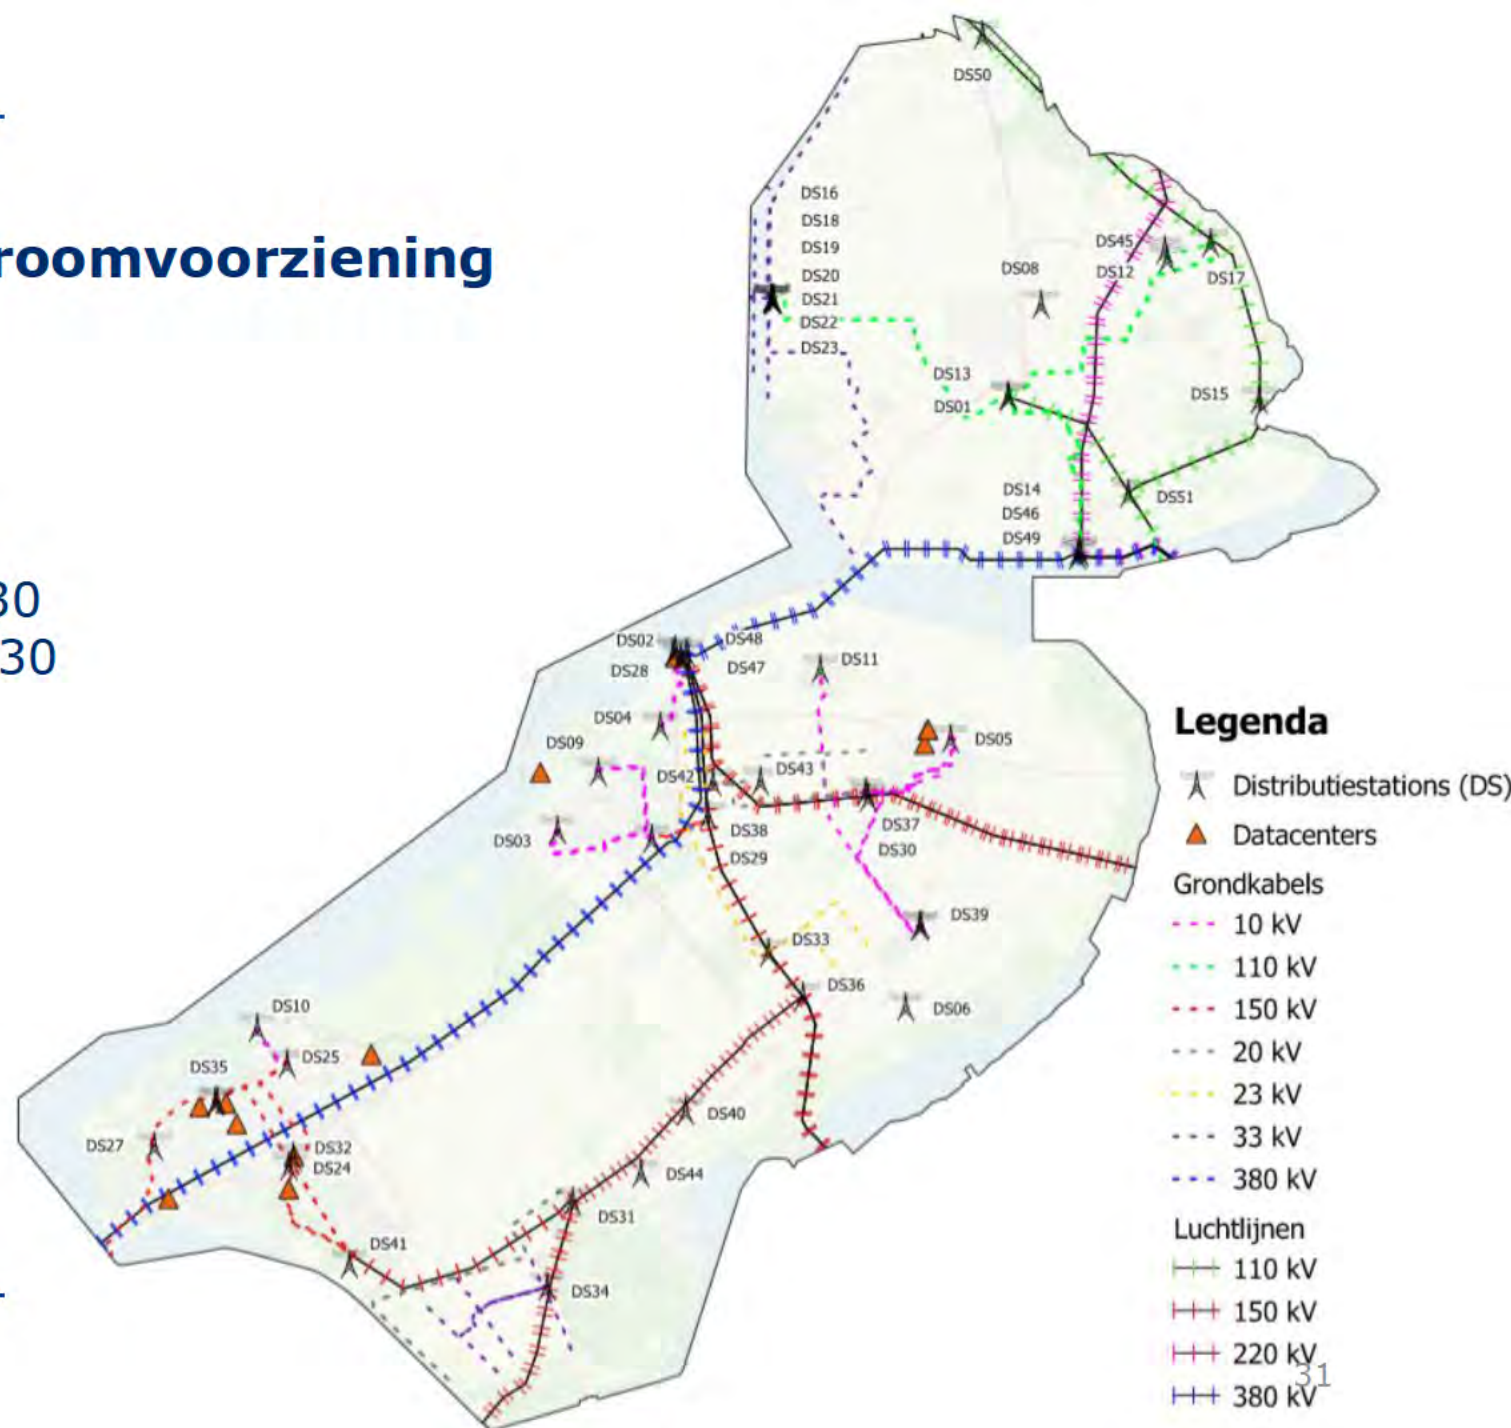 roomvoorziening
30
30
DS50
DS16
DS18
DS19
DS20
DS21
DS22
DS23
DS45
DS12
DS17
DS08
DS13
DS01
DS15
DS14
DS46
DS49
DS51
DS02
DS28
DS48
DS47
DS11
DS04
DS09
DS05
DS42
DS43
DS03
DS38
DS29
DS37
DS30
DS39
DS33
DS36
DS06
DS10
DS25
DS35
DS27
DS32
DS24
DS40
DS44
DS31
DS41
DS34
Legenda
Distributiestations (DS)
Datacenters
Grondkabels
10 kV
110 kV
150 kV
20 kV
23 kV
33 kV
380 kV
Luchtlijnen
110 kV
150 kV
220 kV
31
380 kV